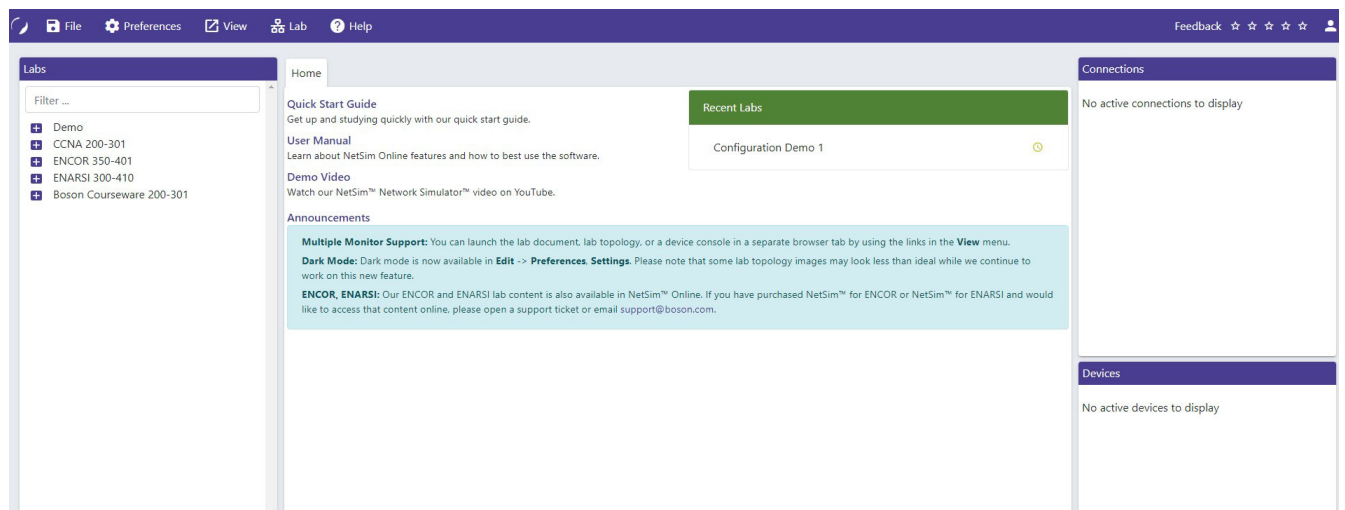 File Preferences View Lab Help Feedback
Labs
Filter ...
Demo
CCNA 200-301
ENCOR 350-401
ENARSI 300-410
Boson Courseware 200-301
Home
Quick Start Guide
Get up and studying quickly with our quick start guide.
User Manual
Learn about NetSim Online features and how to best use the software.
Demo Video
Watch our NetSim™ Network Simulator™ video on YouTube.
Recent Labs
Configuration Demo 1
Announcements
Multiple Monitor Support: You can launch the lab document, lab topology, or a device console in a separate browser tab by using the links in the View menu.
Dark Mode: Dark mode is now available in Edit -> Preferences, Settings. Please note that some lab topology images may look less than ideal while we continue to
work on this new feature.
ENCOR, ENARSI: Our ENCOR and ENARSI lab content is also available in NetSim™ Online. If you have purchased NetSim™ for ENCOR or NetSim™ for ENARSI and would
like to access that content online, please open a support ticket or email support@boson.com.
Connections
No active connections to display
Devices
No active devices to display